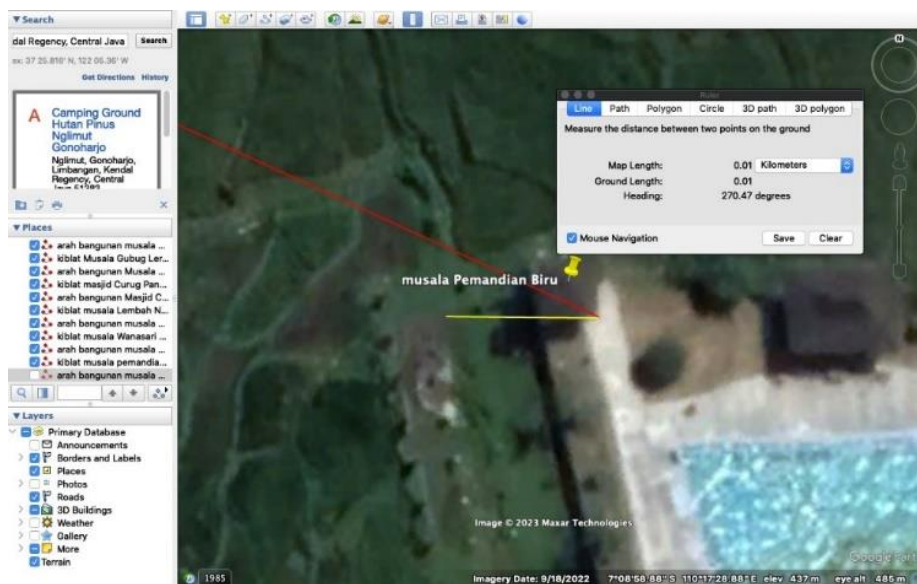 Search
dal Regency, Central Java Search
ex: 37 25.818' N, 122 05.36' W
Get Directions History
A Camping Ground
Hutan Pinus
Nglimut
Gonoharjo
Nglimut, Gonoharjo,
Limbangan, Kendal
Regency, Central
Java 51383
Places
arah bangunan musala ...
kiblat Musala Gubug Ler...
arah bangunan Musala ...
kiblat masjid Curug Pan...
arah bangunan Masjid C...
kiblat musala Lembah N...
arah bangunan musala ...
kiblat musala Wanasari ...
arah bangunan musala ...
kiblat musala pemandia...
arah bangunan musala ...
Layers
Primary Database
Announcements
Borders and Labels
Places
Photos
Roads
3D Buildings
Weather
Gallery
More
Terrain
N
Ruler
Line Path Polygon Circle 3D path 3D polygon
Measure the distance between two points on the ground
Map Length: 0.01 Kilometers
Ground Length: 0.01
Heading: 270.47 degrees
Mouse Navigation Save Clear
musala Pemandian Biru
Image © 2023 Maxar Technologies
Google Eart
1985
Imagery Date: 9/18/2022 7°08'58.88"S 110°17'28.88"E elev 437 m eye alt 485 m